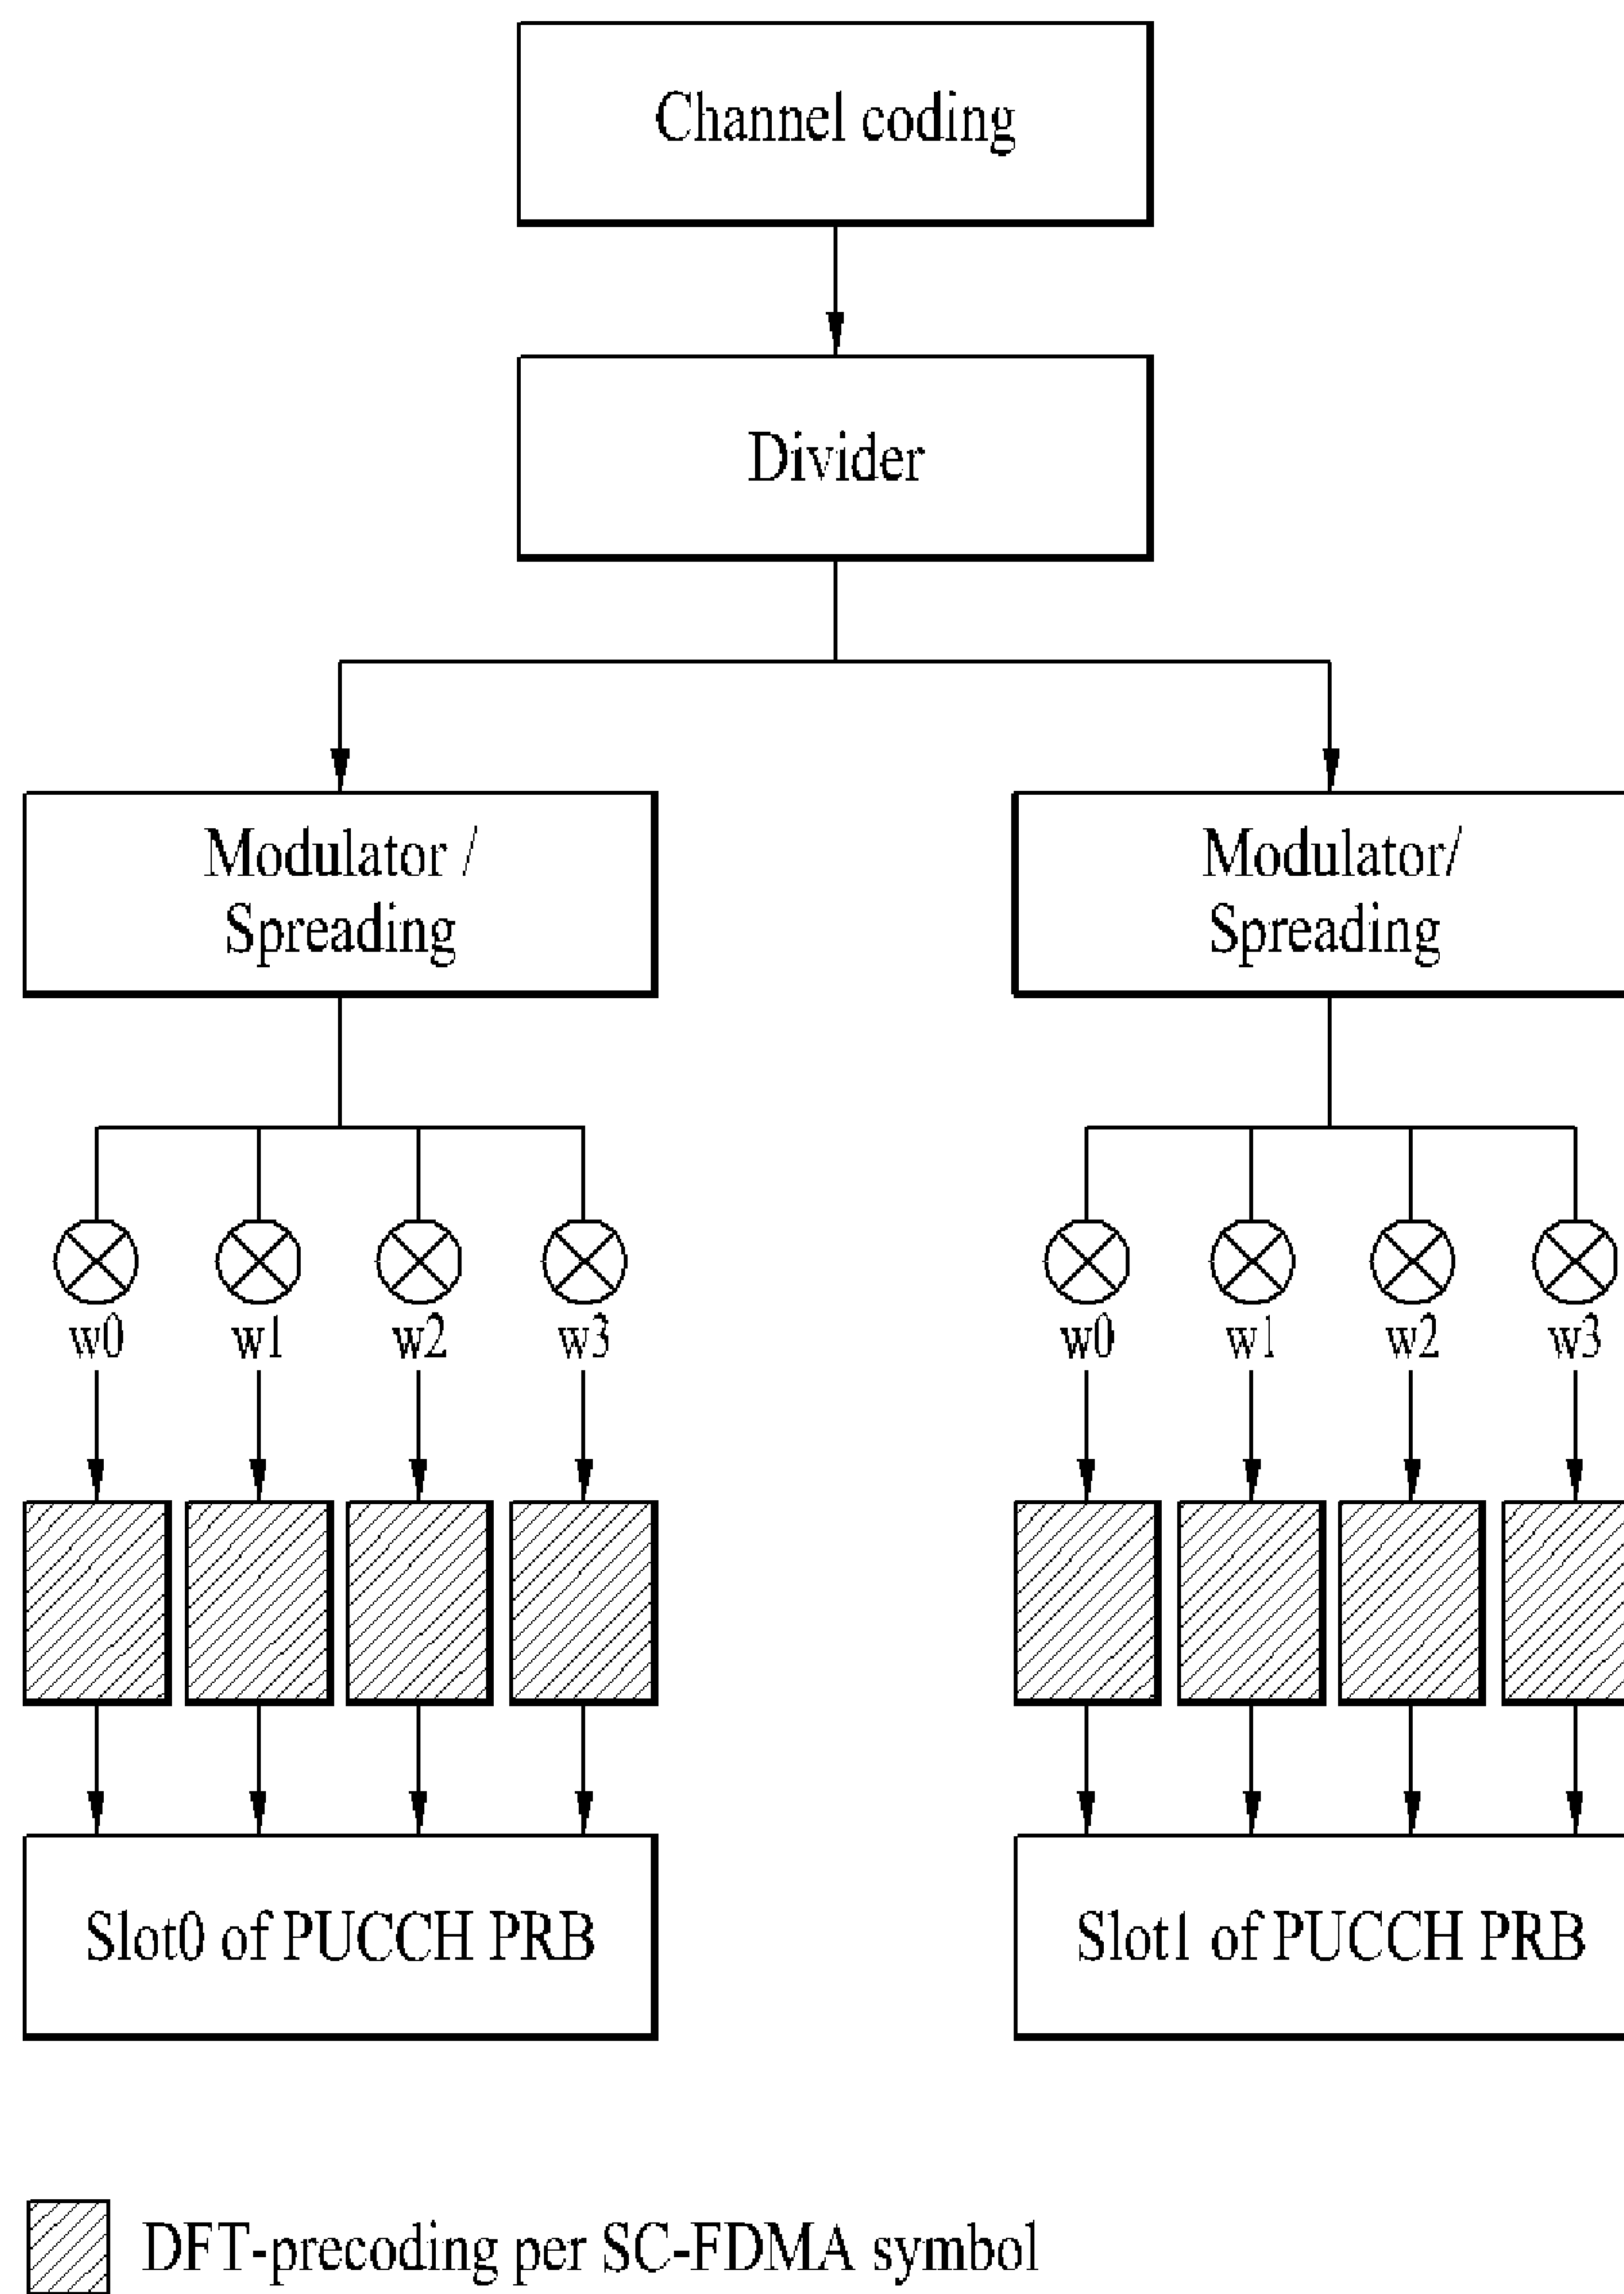 Channel coding
Divider
Modulator /
Spreading
Modulator/
Spreading
w0 w1 w2 w3
w0 w1 w2 w3
Slot0 of PUCCH PRB
Slot1 of PUCCH PRB
DFT-precoding per SC-FDMA symbol